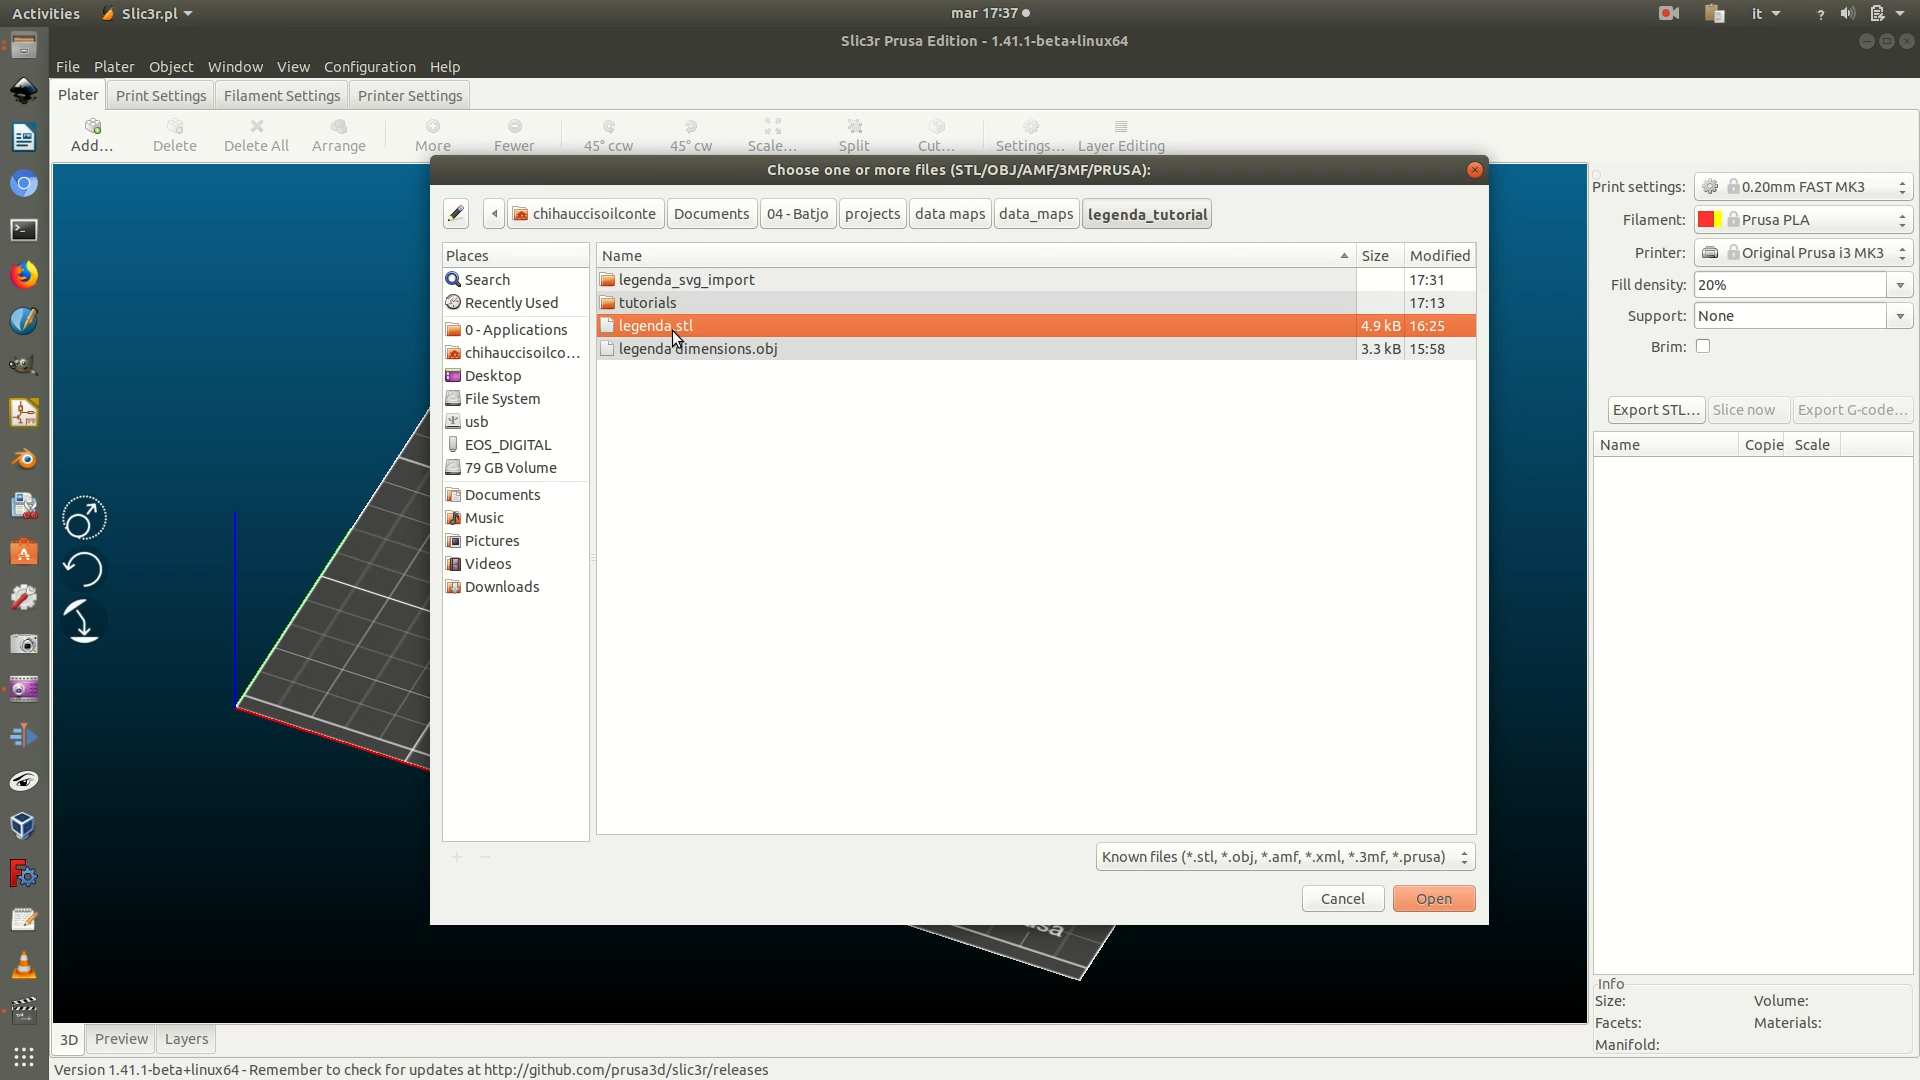 Activities Slic3r.pl mar 17:37 it ?
Slic3r Prusa Edition - 1.41.1-beta+linux64
File Plater Object Window View Configuration Help
Plater Print Settings Filament Settings Printer Settings
Add... Delete Delete All Arrange More Fewer 45° ccw 45° cw Scale... Split Cut... Settings... Layer Editing
Choose one or more files (STL/OBJ/AMF/3MF/PRUSA):
chihauccisoilconte Documents 04 - Batjo projects data maps data_maps legenda_tutorial
Places
Search
Recently Used
0 - Applications
chihauccisoilco...
Desktop
File System
usb
EOS_DIGITAL
79 GB Volume
Documents
Music
Pictures
Videos
Downloads
Name Size Modified
legenda_svg_import 17:31
tutorials 17:13
legenda.stl 4.9 kB 16:25
legenda dimensions.obj 3.3 kB 15:58
Known files (*.stl, *.obj, *.amf, *.xml, *.3mf, *.prusa)
Cancel Open
Print settings: 0.20mm FAST MK3
Filament: Prusa PLA
Printer: Original Prusa i3 MK3
Fill density: 20%
Support: None
Brim:
Export STL... Slice now Export G-code...
Name Copie Scale
Info
Size: Volume:
Facets: Materials:
Manifold:
3D Preview Layers
Version 1.41.1-beta+linux64 - Remember to check for updates at http://github.com/prusa3d/slic3r/releases